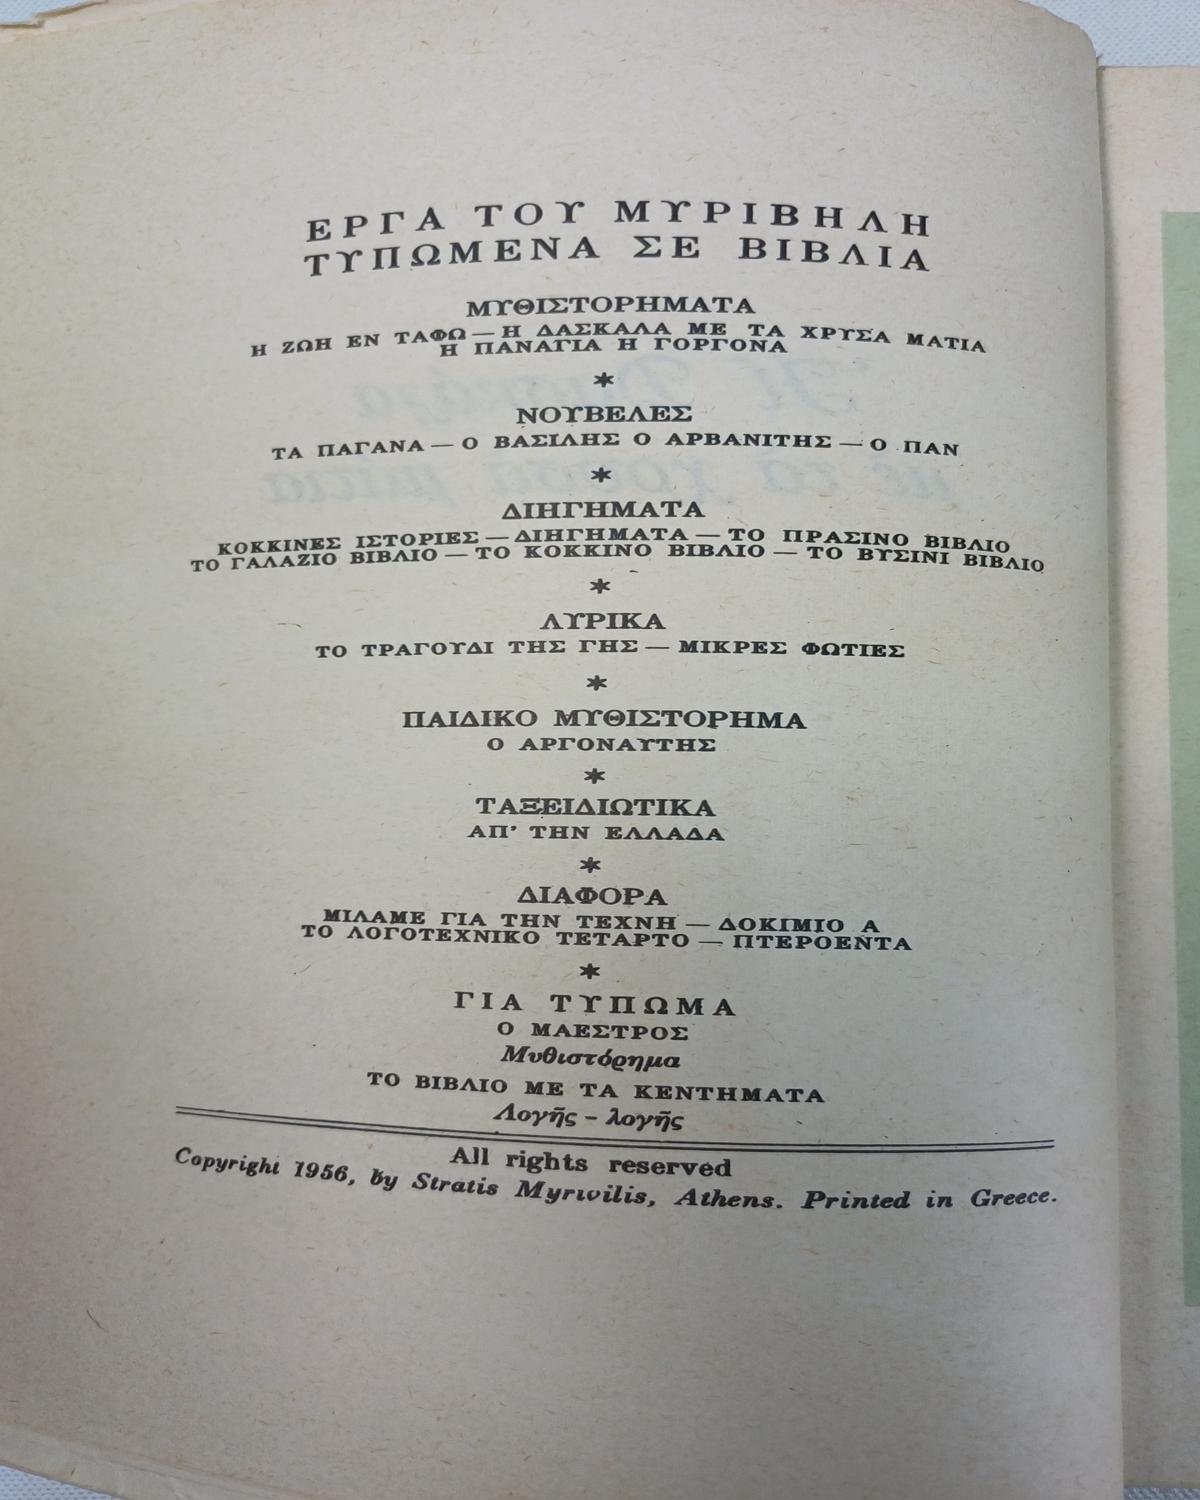 ΕΡΓΑ ΤΟΥ ΜΥΡΙΒΗΛΗ
ΤΥΠΩΜΕΝΑ ΣΕ ΒΙΒΛΙΑ
ΜΥΘΙΣΤΟΡΗΜΑΤΑ
Η ΖΩΗ ΕΝ ΤΑΦΩ — Η ΔΑΣΚΑΛΑ ΜΕ ΤΑ ΧΡΥΣΑ ΜΑΤΙΑ
Η ΠΑΝΑΓΙΑ Η ΓΟΡΓΟΝΑ
*
ΝΟΥΒΕΛΕΣ
ΤΑ ΠΑΓΑΝΑ — Ο ΒΑΣΙΛΗΣ Ο ΑΡΒΑΝΙΤΗΣ — Ο ΠΑΝ
*
ΔΙΗΓΗΜΑΤΑ
ΚΟΚΚΙΝΕΣ ΙΣΤΟΡΙΕΣ — ΔΙΗΓΗΜΑΤΑ — ΤΟ ΠΡΑΣΙΝΟ ΒΙΒΛΙΟ
ΤΟ ΓΑΛΑΖΙΟ ΒΙΒΛΙΟ — ΤΟ ΚΟΚΚΙΝΟ ΒΙΒΛΙΟ — ΤΟ ΒΥΣΙΝΙ ΒΙΒΛΙΟ
*
ΛΥΡΙΚΑ
ΤΟ ΤΡΑΓΟΥΔΙ ΤΗΣ ΓΗΣ — ΜΙΚΡΕΣ ΦΩΤΙΕΣ
*
ΠΑΙΔΙΚΟ ΜΥΘΙΣΤΟΡΗΜΑ
Ο ΑΡΓΟΝΑΥΤΗΣ
*
ΤΑΞΕΙΔΙΩΤΙΚΑ
ΑΠ' ΤΗΝ ΕΛΛΑΔΑ
*
ΔΙΑΦΟΡΑ
ΜΙΛΑΜΕ ΓΙΑ ΤΗΝ ΤΕΧΝΗ — ΔΟΚΙΜΙΟ Α
ΤΟ ΛΟΓΟΤΕΧΝΙΚΟ ΤΕΤΑΡΤΟ — ΠΤΕΡΟΕΝΤΑ
*
ΓΙΑ ΤΥΠΩΜΑ
Ο ΜΑΕΣΤΡΟΣ
Μυθιστόρημα
ΤΟ ΒΙΒΛΙΟ ΜΕ ΤΑ ΚΕΝΤΗΜΑΤΑ
Λογῆς - λογῆς
All rights reserved
Copyright 1956, by Stratis Myrivilis, Athens. Printed in Greece.